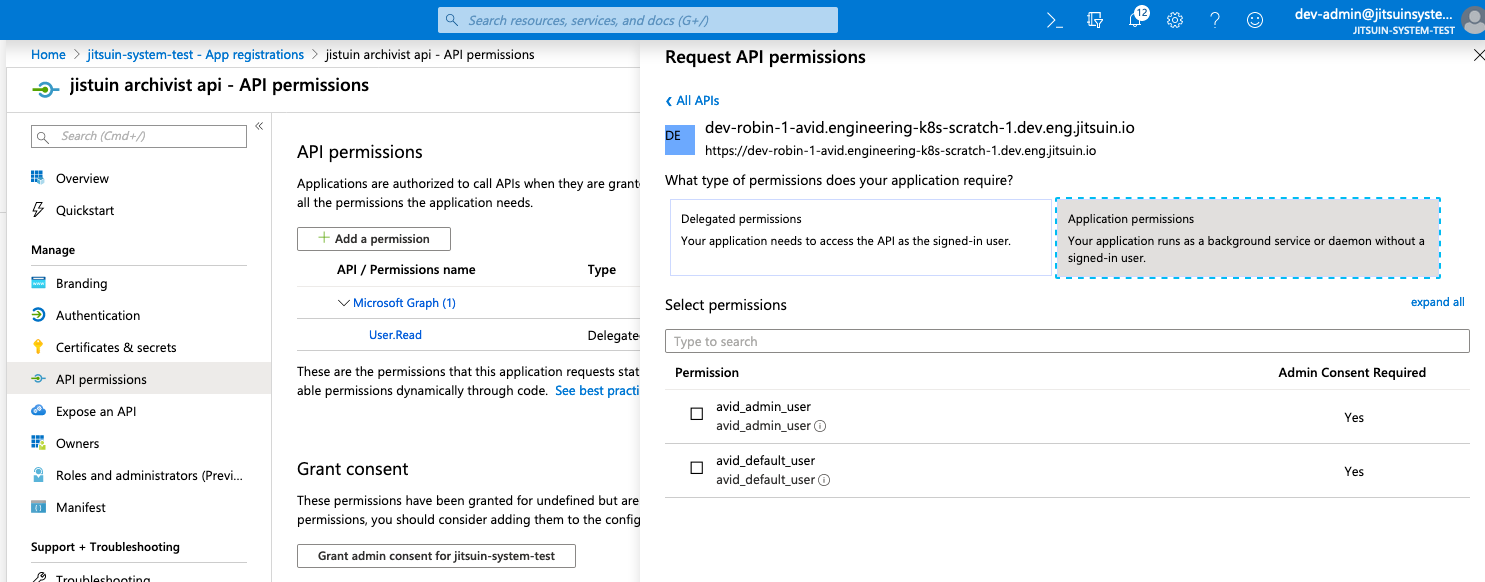 Search resources, services, and docs (G+/)
12
dev-admin@jitsuinsyste...
JITSUIN-SYSTEM-TEST
Home > jitsuin-system-test - App registrations > jistuin archivist api - API permissions
jistuin archivist api - API permissions
Search (Cmd+/)
«
Overview
Quickstart
Manage
Branding
Authentication
Certificates & secrets
API permissions
Expose an API
Owners
Roles and administrators (Previ...
Manifest
Support + Troubleshooting
Troubleshooting
API permissions
Applications are authorized to call APIs when they are grant
all the permissions the application needs.
+ Add a permission
API / Permissions name Type
Microsoft Graph (1)
User.Read Delegate
These are the permissions that this application requests stat
able permissions dynamically through code. See best practi
Grant consent
These permissions have been granted for undefined but are
permissions, you should consider adding them to the config
Grant admin consent for jitsuin-system-test
Request API permissions
All APIs
DE
dev-robin-1-avid.engineering-k8s-scratch-1.dev.eng.jitsuin.io
https://dev-robin-1-avid.engineering-k8s-scratch-1.dev.eng.jitsuin.io
What type of permissions does your application require?
Delegated permissions
Your application needs to access the API as the signed-in user.
Application permissions
Your application runs as a background service or daemon without a
signed-in user.
Select permissions
expand all
Type to search
Permission Admin Consent Required
avid_admin_user
avid_admin_user
Yes
avid_default_user
avid_default_user
Yes